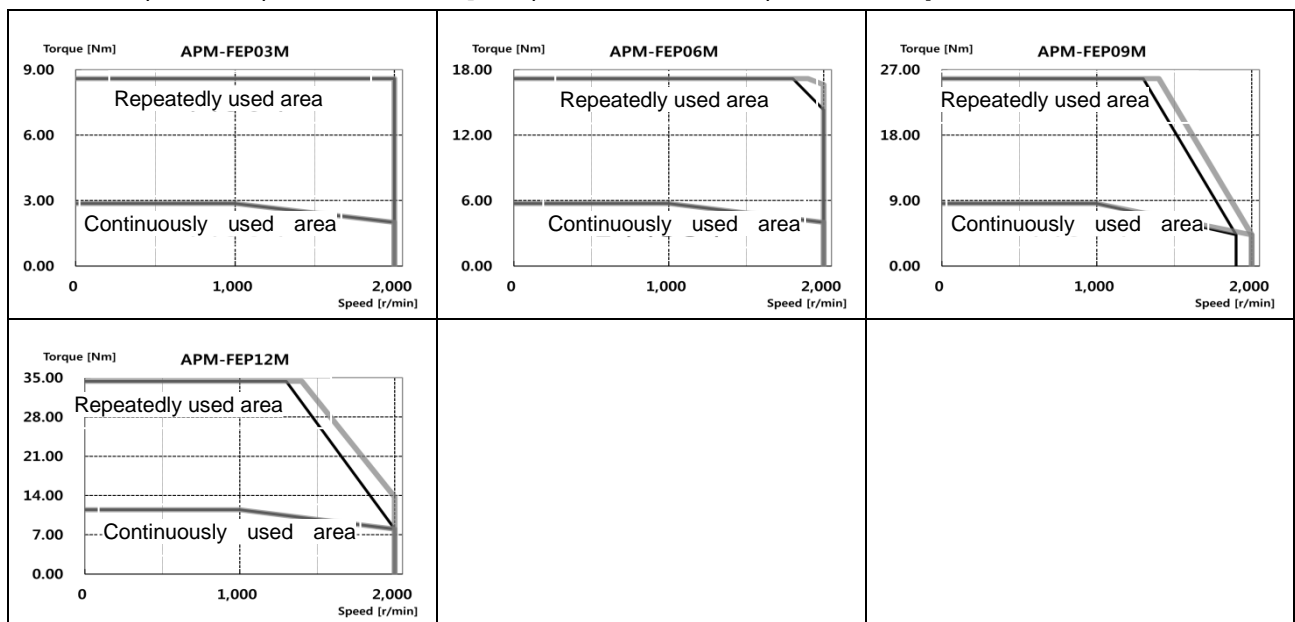 Torque [Nm] APM-FEP03M
9.00
Repeatedly used area
6.00
3.00
Continuously used area
0.00
0 1,000 2,000
Speed [r/min]
Torque [Nm] APM-FEP06M
18.00
Repeatedly used area
12.00
6.00
Continuously used area
0.00
0 1,000 2,000
Speed [r/min]
Torque [Nm] APM-FEP09M
27.00
Repeatedly used area
18.00
9.00
Continuously used area
0.00
0 1,000 2,000
Speed [r/min]
Torque [Nm] APM-FEP12M
35.00
Repeatedly used area
28.00
21.00
14.00
7.00 Continuously used area
0.00
0 1,000 2,000
Speed [r/min]